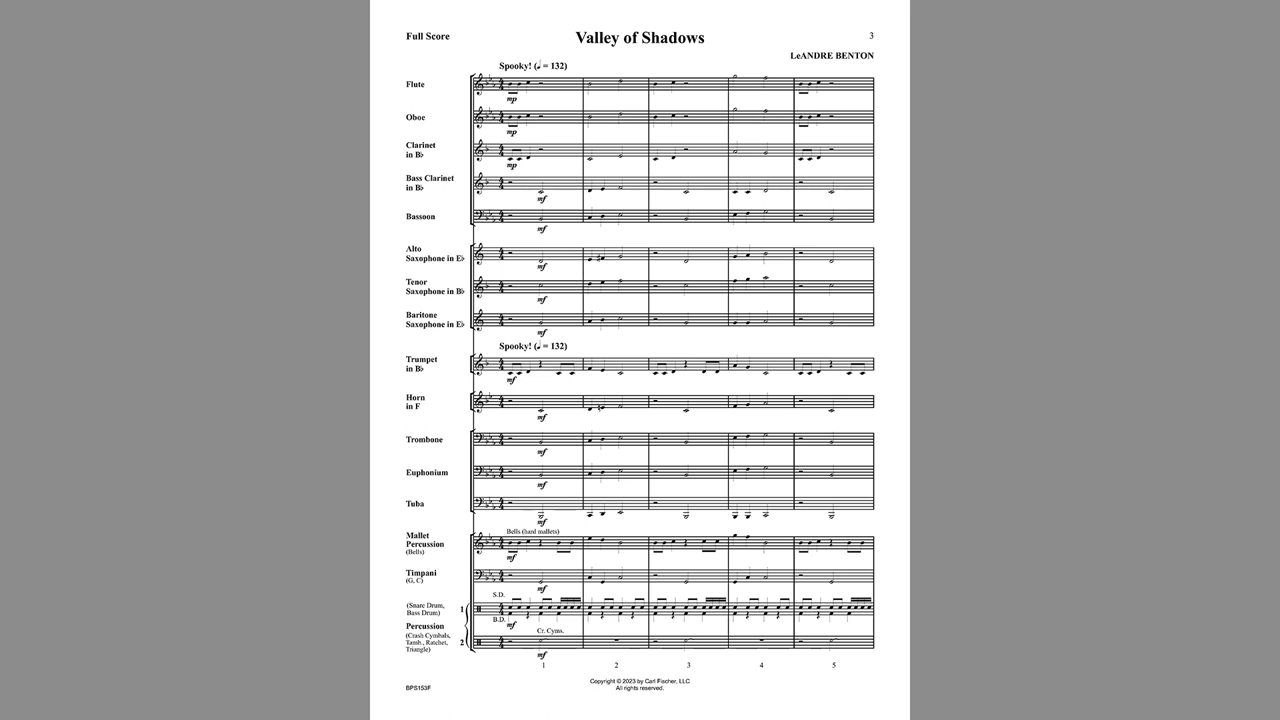 Full Score
Valley of Shadows
3
LeANDRE BENTON
Spooky! (♩ = 132)
Flute
mp
Oboe
mp
Clarinet
in B♭
mp
Bass Clarinet
in B♭
mf
Bassoon
mf
Alto
Saxophone in E♭
mf
Tenor
Saxophone in B♭
mf
Baritone
Saxophone in E♭
mf
Spooky! (♩ = 132)
Trumpet
in B♭
mf
Horn
in F
mf
Trombone
mf
Euphonium
mf
Tuba
mf
Bells (hard mallets)
Mallet
Percussion
(Bells)
mf
Timpani
(G, C)
mf
S.D.
(Snare Drum,
Bass Drum)
1
B.D.
mf
Percussion
Cr. Cyms.
(Crash Cymbals,
Tamb., Ratchet,
Triangle)
2
mf
1 2 3 4 5
Copyright © 2023 by Carl Fischer, LLC
All rights reserved.
BPS153F